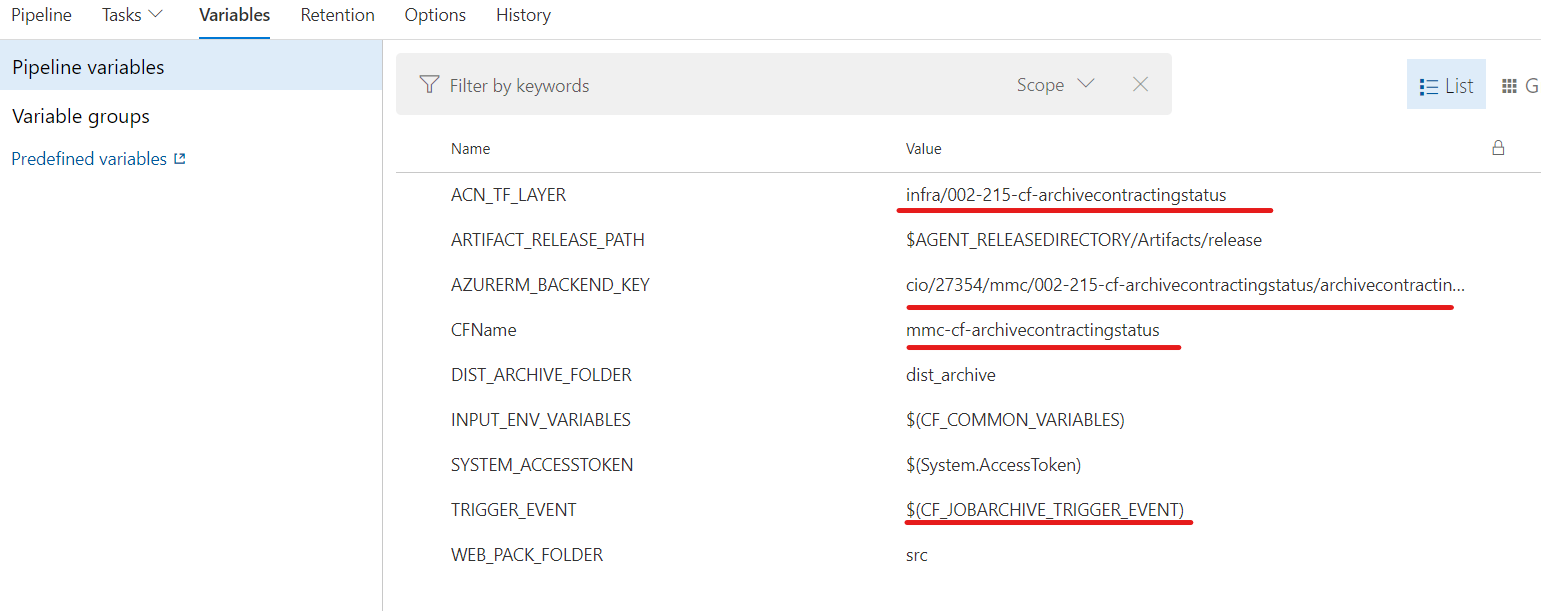 Pipeline Tasks Variables Retention Options History
Pipeline variables
Variable groups
Predefined variables
Filter by keywords Scope
List G
Name Value
ACN_TF_LAYER infra/002-215-cf-archivecontractingstatus
ARTIFACT_RELEASE_PATH $AGENT_RELEASEDIRECTORY/Artifacts/release
AZURERM_BACKEND_KEY cio/27354/mmc/002-215-cf-archivecontractingstatus/archivecontractin...
CFName mmc-cf-archivecontractingstatus
DIST_ARCHIVE_FOLDER dist_archive
INPUT_ENV_VARIABLES $(CF_COMMON_VARIABLES)
SYSTEM_ACCESSTOKEN $(System.AccessToken)
TRIGGER_EVENT $(CF_JOBARCHIVE_TRIGGER_EVENT)
WEB_PACK_FOLDER src